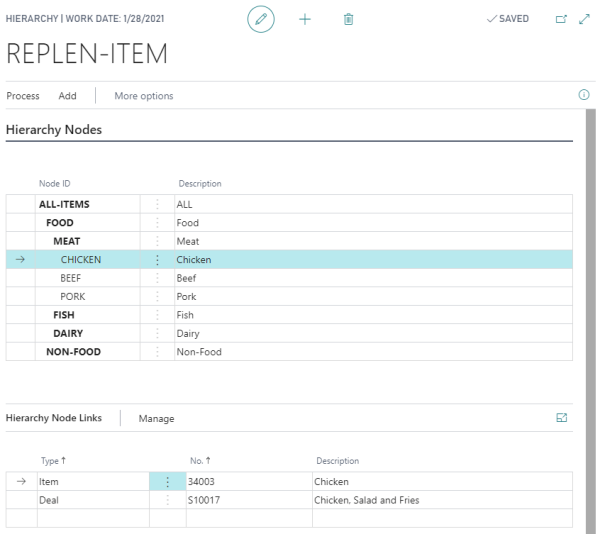 HIERARCHY | WORK DATE: 1/28/2021
SAVED
REPLEN-ITEM
Process Add More options
Hierarchy Nodes
Node ID Description
ALL-ITEMS ALL
FOOD Food
MEAT Meat
CHICKEN Chicken
BEEF Beef
PORK Pork
FISH Fish
DAIRY Dairy
NON-FOOD Non-Food
Hierarchy Node Links Manage
Type ↑ No. ↑ Description
Item 34003 Chicken
Deal S10017 Chicken, Salad and Fries